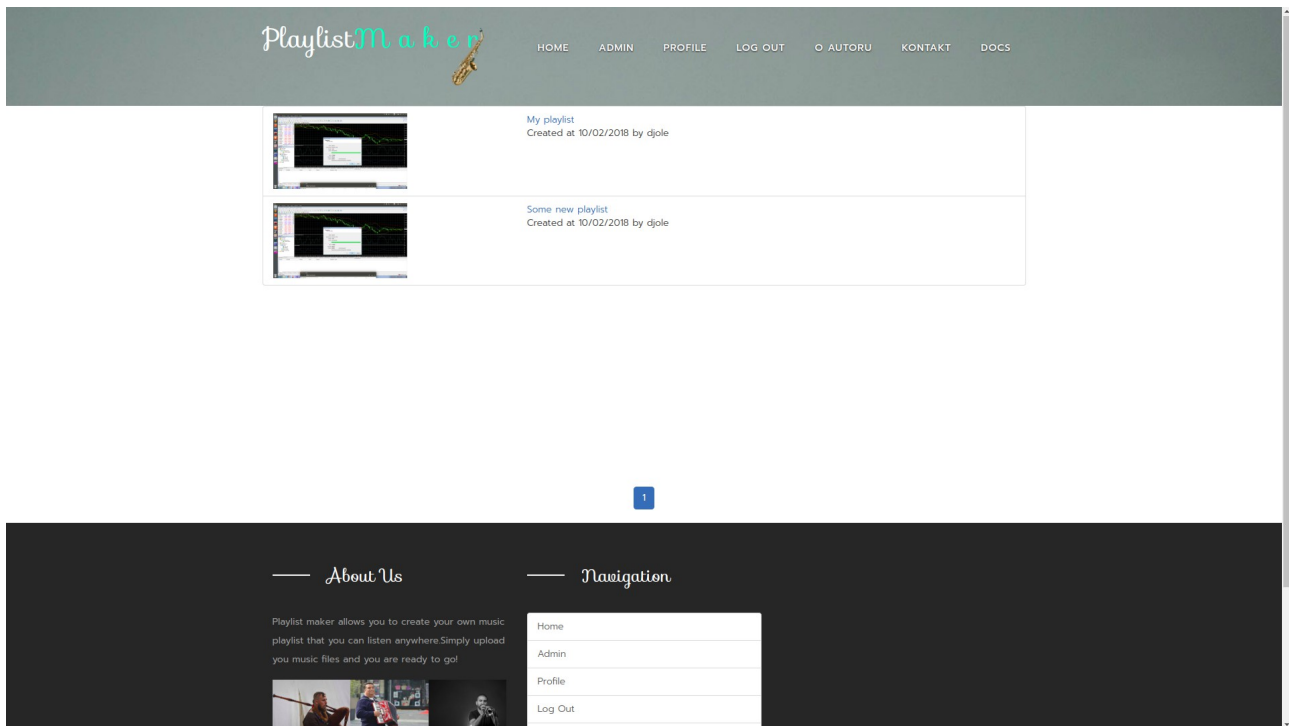 PlaylistMaker
HOME ADMIN PROFILE LOG OUT O AUTORU KONTAKT DOCS
My playlist
Created at 10/02/2018 by djole
Some new playlist
Created at 10/02/2018 by djole
1
About Us
Playlist maker allows you to create your own music
playlist that you can listen anywhere.Simply upload
you music files and you are ready to go!
Navigation
Home
Admin
Profile
Log Out